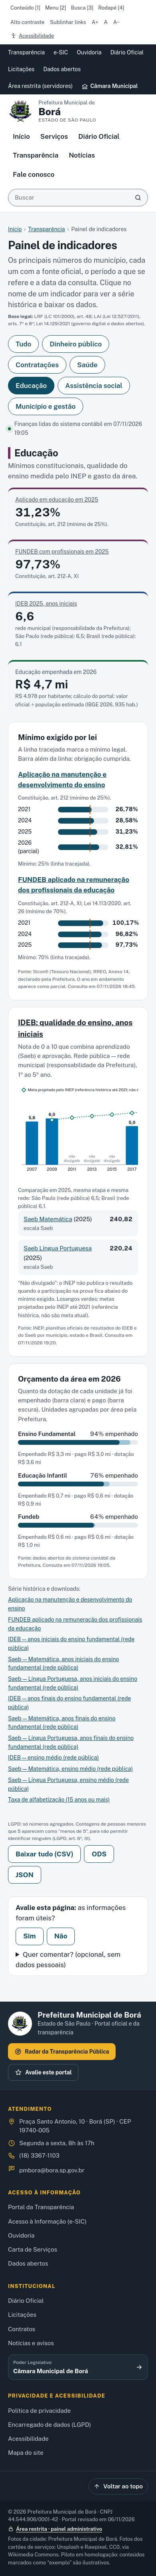 Conteúdo [1] Menu [2] Busca [3] Rodapé [4]
Alto contraste Sublinhar links A+ A A−
Acessibilidade
Transparência e-SIC Ouvidoria Diário Oficial
Licitações Dados abertos
Área restrita (servidores) Câmara Municipal
Prefeitura Municipal de
Borá
ESTADO DE SÃO PAULO
Início Serviços Diário Oficial
Transparência Notícias
Fale conosco
Buscar
Início › Transparência › Painel de indicadores
Painel de indicadores
Os principais números do município, cada
um com a fonte oficial, o período a que se
refere e a data em que foi consultado.
Clique no nome de um indicador para ver a
série histórica e baixar os dados.
Base legal: LRF (LC 101/2000), art. 48; LAI (Lei 12.527/2011),
arts. 7º e 8º; Lei 14.129/2021 (governo digital e dados abertos).
Tudo Dinheiro público
Contratações Saúde
Educação Assistência social
Município e gestão
Finanças lidas do sistema contábil em 07/11/2026
19:05
Educação
Mínimos constitucionais, qualidade do
ensino medida pelo INEP e gasto da área.
Aplicado em educação em 2025
31,23%
Constituição, art. 212 (mínimo de 25%).
FUNDEB com profissionais em 2025
97,73%
Constituição, art. 212-A, XI
IDEB 2025, anos iniciais
6,6
rede municipal (responsabilidade da Prefeitura);
São Paulo (rede pública): 6,5; Brasil (rede pública):
6,1
Educação empenhada em 2026
R$ 4,7 mi
R$ 4.978 por habitante; cálculo do portal: valor
oficial ÷ população estimada (IBGE 2026, 935 hab.)
Mínimo exigido por lei
A linha tracejada marca o mínimo legal.
Barra além da linha: obrigação cumprida.
Aplicação na manutenção e
desenvolvimento do ensino
Constituição, art. 212 (mínimo de 25%).
2021 26,78%
2024 28,58%
2025 31,23%
2026
(parcial) 32,81%
Mínimo: 25% (linha tracejada).
FUNDEB aplicado na remuneração
dos profissionais da educação
Constituição, art. 212-A, XI; Lei 14.113/2020, art.
26 (mínimo de 70%).
2021 100,17%
2024 96,82%
2025 97,73%
Mínimo: 70% (linha tracejada).
Fonte: Siconfi (Tesouro Nacional), RREO, Anexo 14,
declarado pela Prefeitura. O ano em andamento
aparece como parcial. Consulta em 07/11/2026 16:45.
IDEB: qualidade do ensino, anos
iniciais
Nota de 0 a 10 que combina aprendizado
(Saeb) e aprovação. Rede pública — rede
municipal (responsabilidade da Prefeitura),
1º ao 5º ano.
5,8 6,0 não divulgado não divulgado não divulgado 5,0
2007 2009 2011 2013 2015 2017
Comparação em 2025, mesma etapa e mesma
rede: São Paulo (rede pública): 6,5; Brasil (rede
pública) 6,1.
Saeb Matemática (2025) 240,82
escala Saeb
Saeb Língua Portuguesa 220,24
(2025)
escala Saeb
"Não divulgado": o INEP não publica o resultado
quando a participação na prova fica abaixo do
mínimo exigido. Losangos verdes: metas
projetadas pelo INEP até 2021 (referência
histórica, não são meta atual).
Fonte: INEP, planilhas oficiais de resultados do IDEB e
do Saeb por município, estado e Brasil. Consulta em
07/11/2026 19:20.
Orçamento da área em 2026
Quanto da dotação de cada ação já foi
empenhado (barra clara) e pago (barra
escura). Unidades agrupadas por regra
publicada e revisada pela
Prefeitura.
Ensino Fundamental 94% empenhado
Empenhado R$ 3,3 mi · pago R$ 3,0 mi · dotação
R$ 3,6 mi
Educação Infantil 76% empenhado
Empenhado R$ 0,7 mi · pago R$ 0,6 mi · dotação
R$ 0,9 mi
Fundeb 64% empenhado
Empenhado R$ 0,6 mi · pago R$ 0,6 mi · dotação
R$ 1,0 mi
Fonte: dados abertos do sistema contábil da
Prefeitura. Consulta em 07/11/2026 19:05.
Série histórica e download:
Aplicação na manutenção e desenvolvimento do
ensino
FUNDEB aplicado na remuneração dos profissionais
da educação
IDEB — anos iniciais do ensino fundamental (rede
pública)
Saeb — Matemática, anos iniciais do ensino
fundamental (rede pública)
Saeb — Língua Portuguesa, anos iniciais do ensino
fundamental (rede pública)
IDEB — anos finais do ensino fundamental (rede
pública)
Saeb — Matemática, anos finais do ensino
fundamental (rede pública)
Saeb — Língua Portuguesa, anos finais do ensino
fundamental (rede pública)
IDEB — ensino médio (rede pública)
Saeb — Matemática, ensino médio (rede pública)
Saeb — Língua Portuguesa, ensino médio (rede
pública)
Taxa de alfabetização (15 anos ou mais)
LGPD: só números agregados. Contagens de pessoas menores
que 5 aparecem como "menos de 5", para não permitir
identificar ninguém (LGPD, art. 6º, III).
Baixar tudo (CSV) ODS
JSON
Avalie esta página: as informações
foram úteis?
Sim Não
Quer comentar? (opcional, sem
dados pessoais)
Prefeitura Municipal de Borá
Estado de São Paulo · Portal oficial e da
transparência
Radar da Transparência Pública
Avalie este portal
ATENDIMENTO
Praça Santo Antonio, 10 · Borá (SP) · CEP
19740-005
Segunda a sexta, 8h às 17h
(18) 3367-1103
pmbora@bora.sp.gov.br
ACESSO À INFORMAÇÃO
Portal da Transparência
Acesso à Informação (e-SIC)
Ouvidoria
Carta de Serviços
Dados abertos
INSTITUCIONAL
Diário Oficial
Licitações
Contratos
Notícias e avisos
Poder Legislativo
Câmara Municipal de Borá
PRIVACIDADE E ACESSIBILIDADE
Política de privacidade
Encarregado de dados (LGPD)
Acessibilidade
Mapa do site
Voltar ao topo
© 2026 Prefeitura Municipal de Borá · CNPJ
44.544.906/0001-42 · Portal revisado em 06/11/2026
Área restrita · painel administrativo
Fotos da cidade: Prefeitura Municipal de Borá. Fotos dos
cartões de serviços: Unsplash e Rawpixel, CC0, via
Wikimedia Commons. Piloto em homologação: conteúdos
marcados como "exemplo" são ilustrativos.